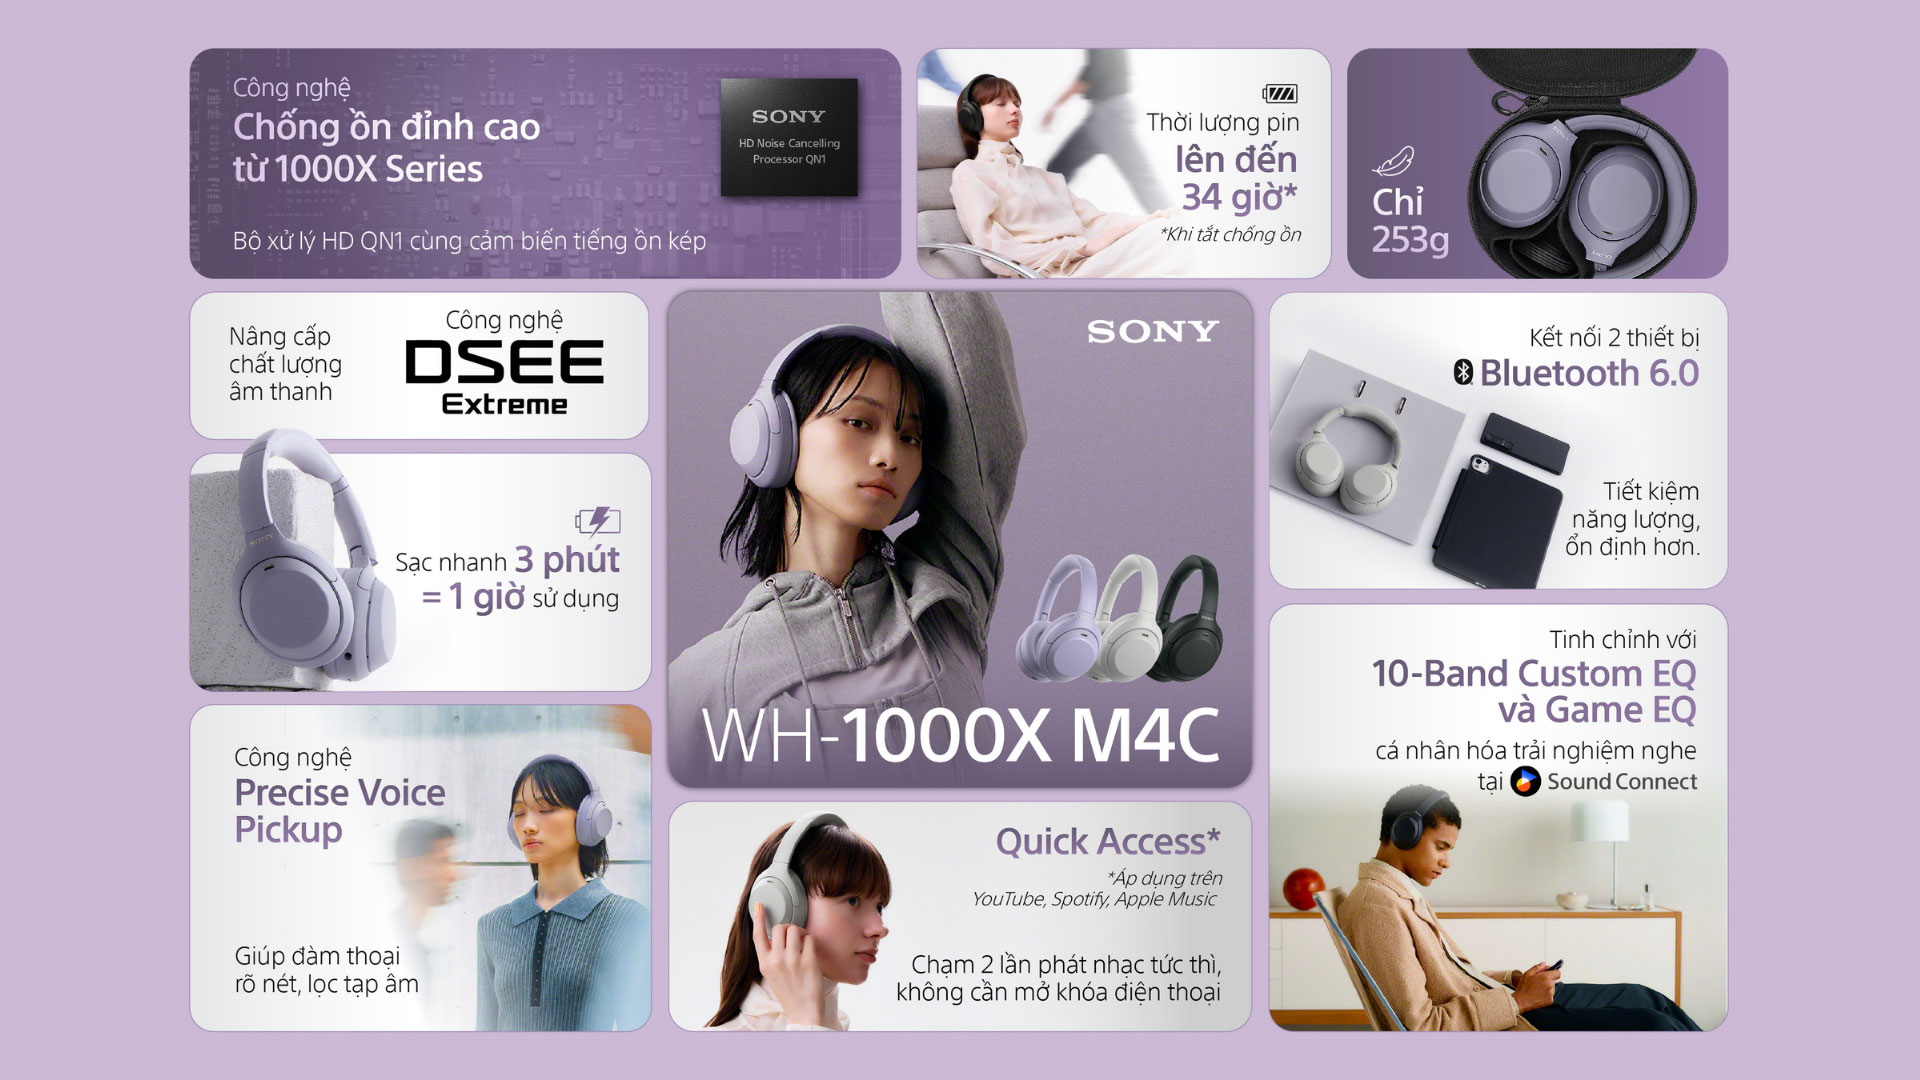 Công nghệ
Chống ồn đỉnh cao
từ 1000X Series
Bộ xử lý HD QN1 cùng cảm biến tiếng ồn kép
SONY
HD Noise Cancelling
Processor QN1
Thời lượng pin
lên đến
34 giờ*
*Khi tắt chống ồn
Chỉ
253g
SONY
Nâng cấp
chất lượng
âm thanh
Công nghệ
DSEE
Extreme
SONY
WH-1000X M4C
Kết nối 2 thiết bị
Bluetooth 6.0
Tiết kiệm
năng lượng,
ổn định hơn.
SONY
Sạc nhanh 3 phút
= 1 giờ sử dụng
Tinh chỉnh với
10-Band Custom EQ
và Game EQ
cá nhân hóa trải nghiệm nghe
tại Sound Connect
Công nghệ
Precise Voice
Pickup
Giúp đàm thoại
rõ nét, lọc tạp âm
Quick Access*
*Áp dụng trên
YouTube, Spotify, Apple Music
Chạm 2 lần phát nhạc tức thì,
không cần mở khóa điện thoại